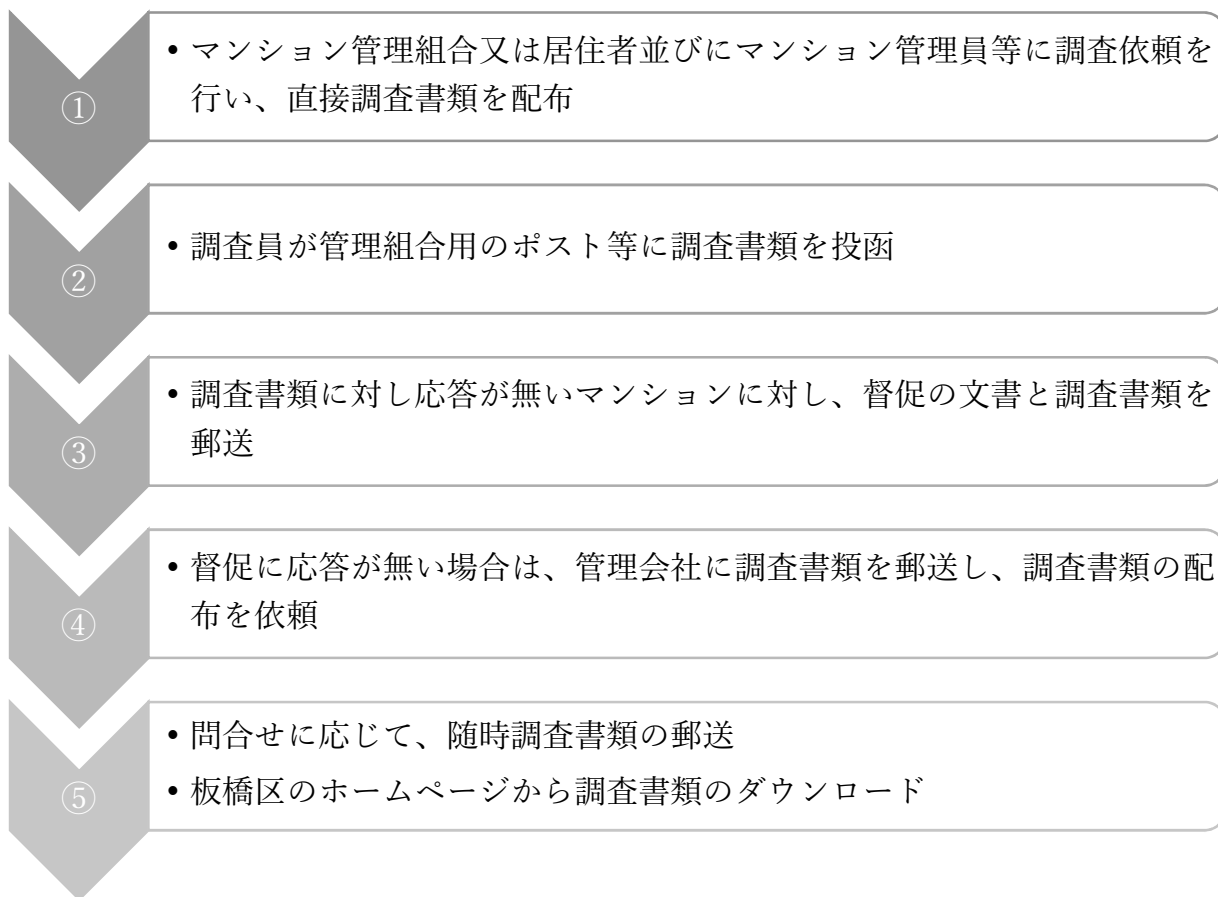 ①
• マンション管理組合又は居住者並びにマンション管理員等に調査依頼を
行い、直接調査書類を配布
②
• 調査員が管理組合用のポスト等に調査書類を投函
③
• 調査書類に対し応答が無いマンションに対し、督促の文書と調査書類を
郵送
④
• 督促に応答が無い場合は、管理会社に調査書類を郵送し、調査書類の配
布を依頼
⑤
• 問合せに応じて、随時調査書類の郵送
• 板橋区のホームページから調査書類のダウンロード